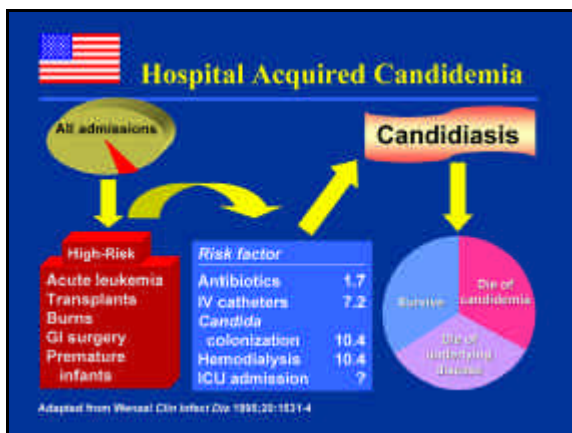 Hospital Acquired Candidemia
All admissions
Candidiasis
High-Risk
Acute leukemia
Transplants
Burns
GI surgery
Premature
infants
Risk factor
Antibiotics 1.7
IV catheters 7.2
Candida
colonization 10.4
Hemodialysis 10.4
ICU admission ?
Survive
Die of
candidemia
Die of
underlying
disease
Adapted from Wenzel Clin Infect Dis 1995;20:1531-4